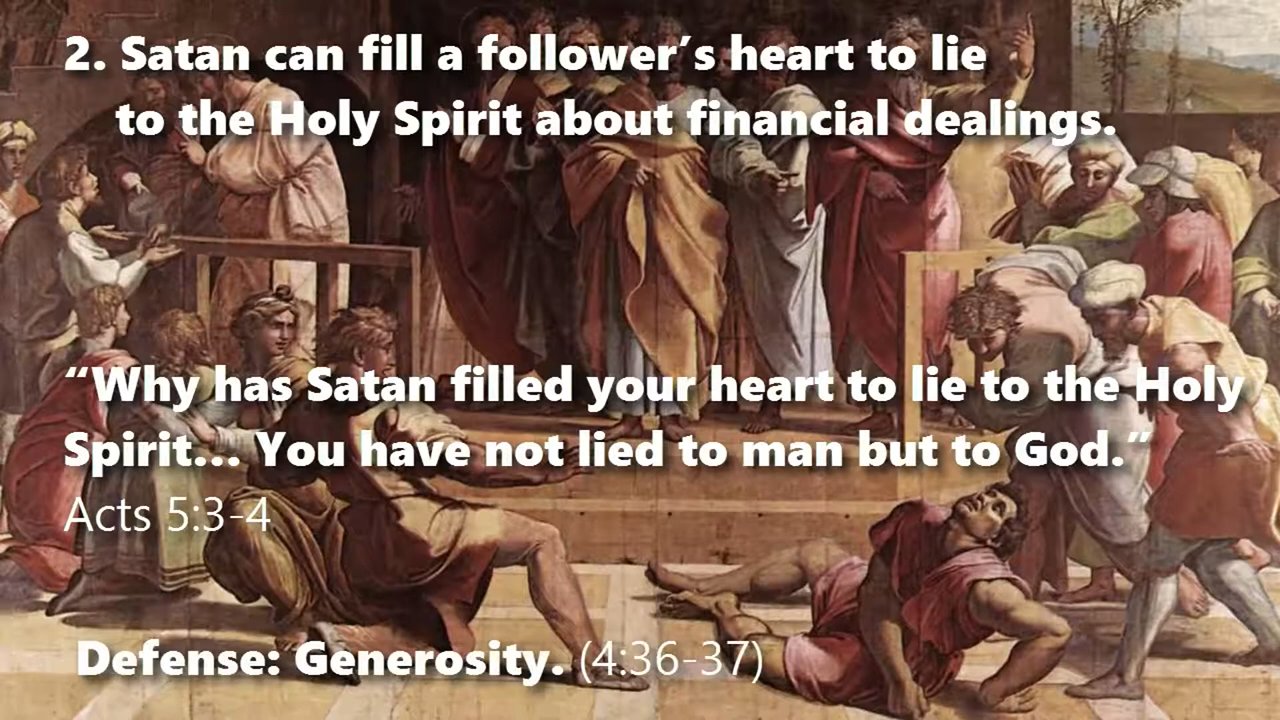 2. Satan can fill a follower’s heart to lie
to the Holy Spirit about financial dealings.
“Why has Satan filled your heart to lie to the Holy
Spirit... You have not lied to man but to God.”
Acts 5:3-4
Defense: Generosity. (4:36-37)